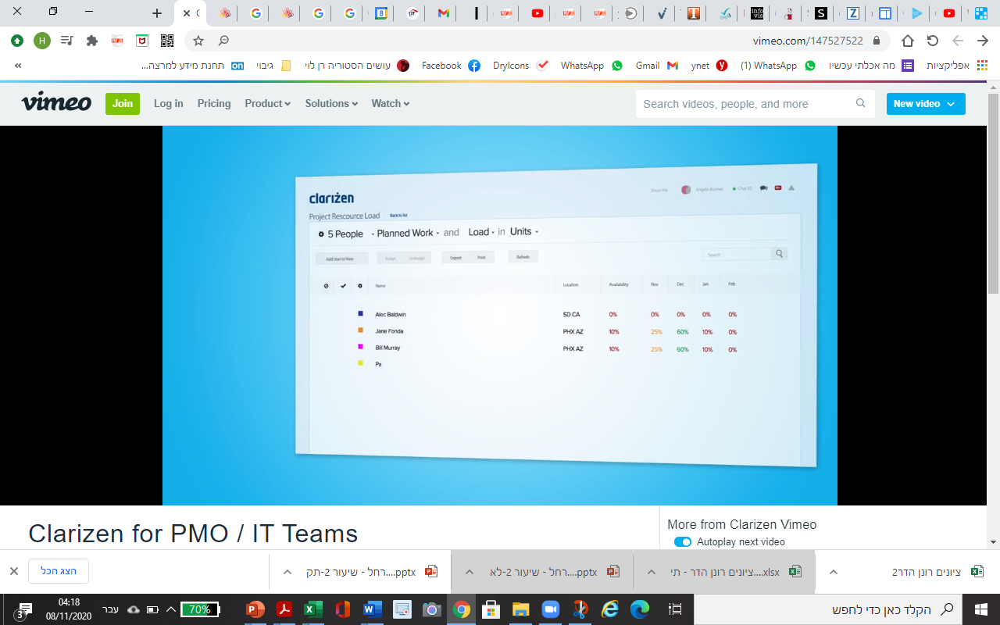 vimeo.com/147527522
אפליקציות
מה אכלתי עכשיו
(1) WhatsApp
ynet
Gmail
WhatsApp
DryIcons
Facebook
עושים הסטוריה רן לוי
גיבוי
תחנת מידע למרצה...
«
vimeo
Join
Log in
Pricing
Product
Solutions
Watch
Search videos, people, and more
New video
clarizen
Show Me
Angela Bunner
Chat (0)
Project Rescource Load
Back to list
5 People Planned Work and Load in Units
Add User to View
Assign
UnAssign
Export
Print
Refresh
Search
Name Location Availability Nov Dec Jan Feb
Alec Baldwin SD CA 0% 0% 0% 0% 0%
Jane Fonda PHX AZ 10% 25% 60% 10% 0%
Bill Murray PHX AZ 10% 25% 60% 10% 0%
Pa
Clarizen for PMO / IT Teams
More from Clarizen Vimeo
Autoplay next video
ציונים רונן הדר2
ציונים רונן הדר - תי....xlsx
רחל - שיעור 2-לא....pptx
רחל - שיעור 2-תק....pptx
הצג הכל
הקלד כאן כדי לחפש
70%
עבר
04:18
08/11/2020
3